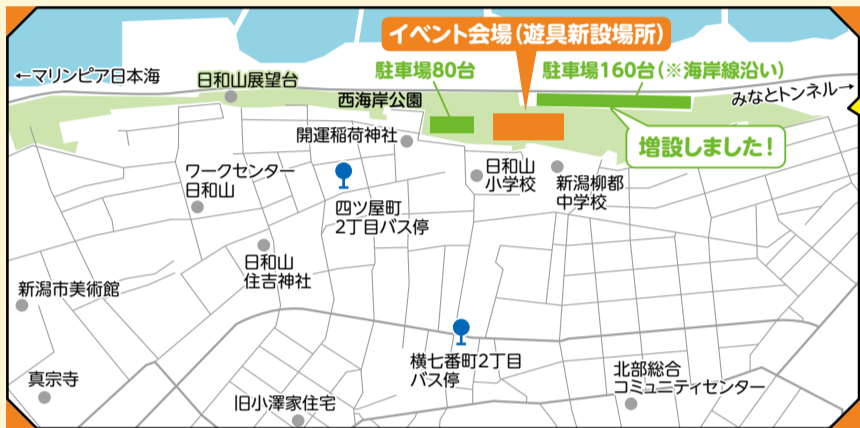 イベント会場(遊具新設場所)
←マリンピア日本海
駐車場80台
駐車場160台(※海岸線沿い)
日和山展望台
みなとトンネル→
西海岸公園
増設しました!
開運稲荷神社
ワークセンター
日和山
日和山
小学校
新潟柳都
中学校
四ツ屋町
2丁目バス停
日和山
住吉神社
新潟市美術館
横七番町2丁目
バス停
真宗寺
北部総合
コミュニティセンター
旧小澤家住宅